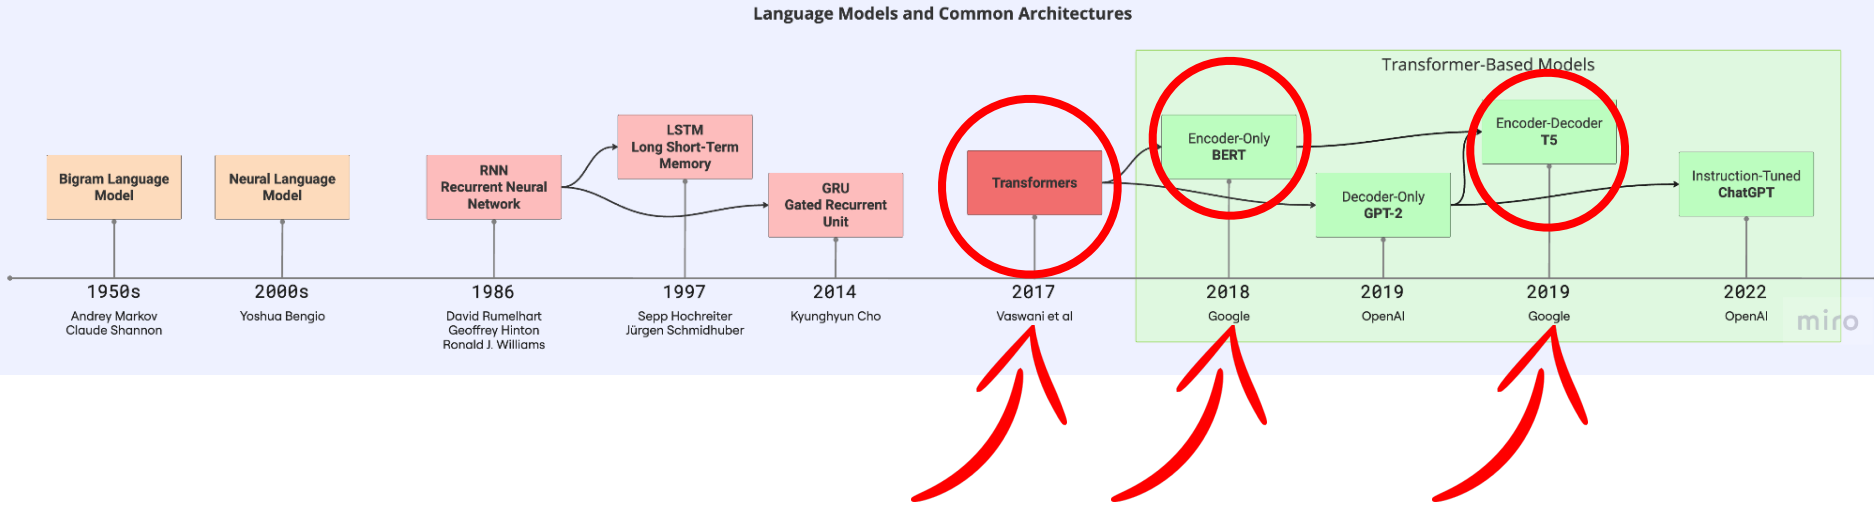 Language Models and Common Architectures
Transformer-Based Models
Bigram Language
Model
Neural Language
Model
RNN
Recurrent Neural
Network
LSTM
Long Short-Term
Memory
GRU
Gated Recurrent
Unit
Transformers
Encoder-Only
BERT
Decoder-Only
GPT-2
Encoder-Decoder
T5
Instruction-Tuned
ChatGPT
1950s
Andrey Markov
Claude Shannon
2000s
Yoshua Bengio
1986
David Rumelhart
Geoffrey Hinton
Ronald J. Williams
1997
Sepp Hochreiter
Jürgen Schmidhuber
2014
Kyunghyun Cho
2017
Vaswani et al
2018
Google
2019
OpenAI
2019
Google
2022
OpenAI
miro